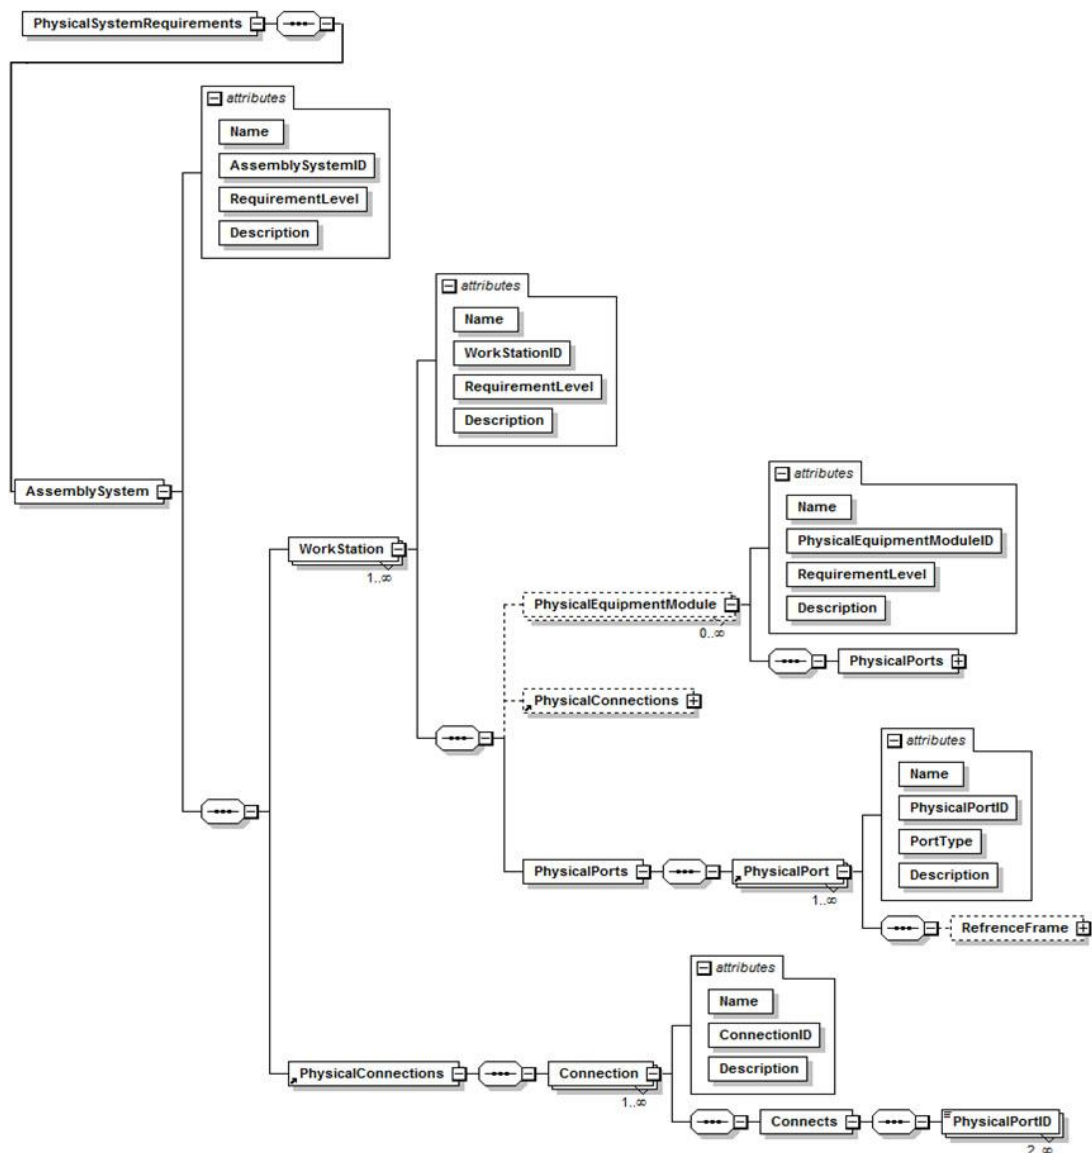 PhysicalSystemRequirements
attributes
Name
AssemblySystemID
RequirementLevel
Description
attributes
Name
WorkStationID
RequirementLevel
Description
AssemblySystem
attributes
Name
PhysicalEquipmentModuleID
RequirementLevel
Description
WorkStation
1..∞
PhysicalEquipmentModule
0..∞
PhysicalPorts
PhysicalConnections
attributes
Name
PhysicalPortID
PortType
Description
PhysicalPorts
PhysicalPort
1..∞
RefrenceFrame
attributes
Name
ConnectionID
Description
PhysicalConnections
Connection
1..∞
Connects
PhysicalPortID
2..∞